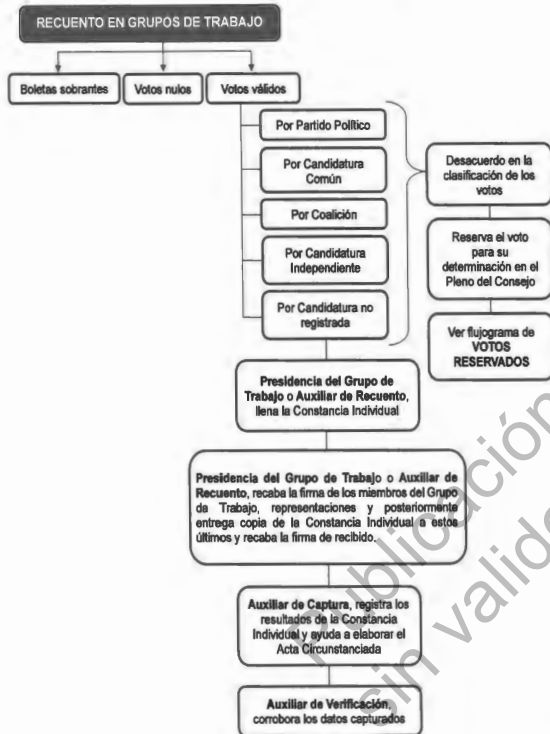 RECUENTO EN GRUPOS DE TRABAJO
Boletas sobrantes
Votos nulos
Votos válidos
Por Partido Político
Por Candidatura
Común
Por Coalición
Por Candidatura
Independiente
Por Candidatura no
registrada
Desacuerdo en la
clasificación de los
votos
Reserva el voto
para su
determinación en el
Pleno del Consejo
Ver flujograma de
VOTOS
RESERVADOS
Presidencia del Grupo de
Trabajo o Auxiliar de Recuento,
llena la Constancia Individual
Presidencia del Grupo de Trabajo o Auxiliar de
Recuento, recaba la firma de los miembros del Grupo
de Trabajo, representaciones y posteriormente
entrega copia de la Constancia Individual a estos
últimos y recaba la firma de recibido.
Auxiliar de Captura, registra los
resultados de la Constancia
Individual y ayuda a elaborar el
Acta Circunstanciada
Auxiliar de Verificación,
corrobora los datos capturados
Publicación
sin